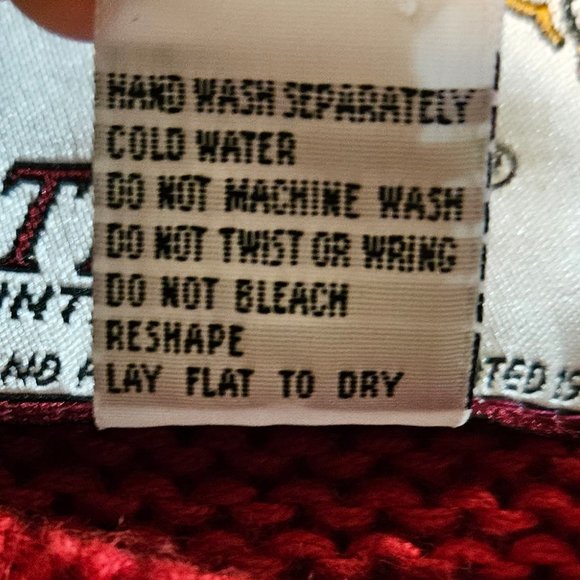 HAND WASH SEPARATELY
COLD WATER
DO NOT MACHINE WASH
DO NOT TWIST OR WRING
DO NOT BLEACH
RESHAPE
LAY FLAT TO DRY